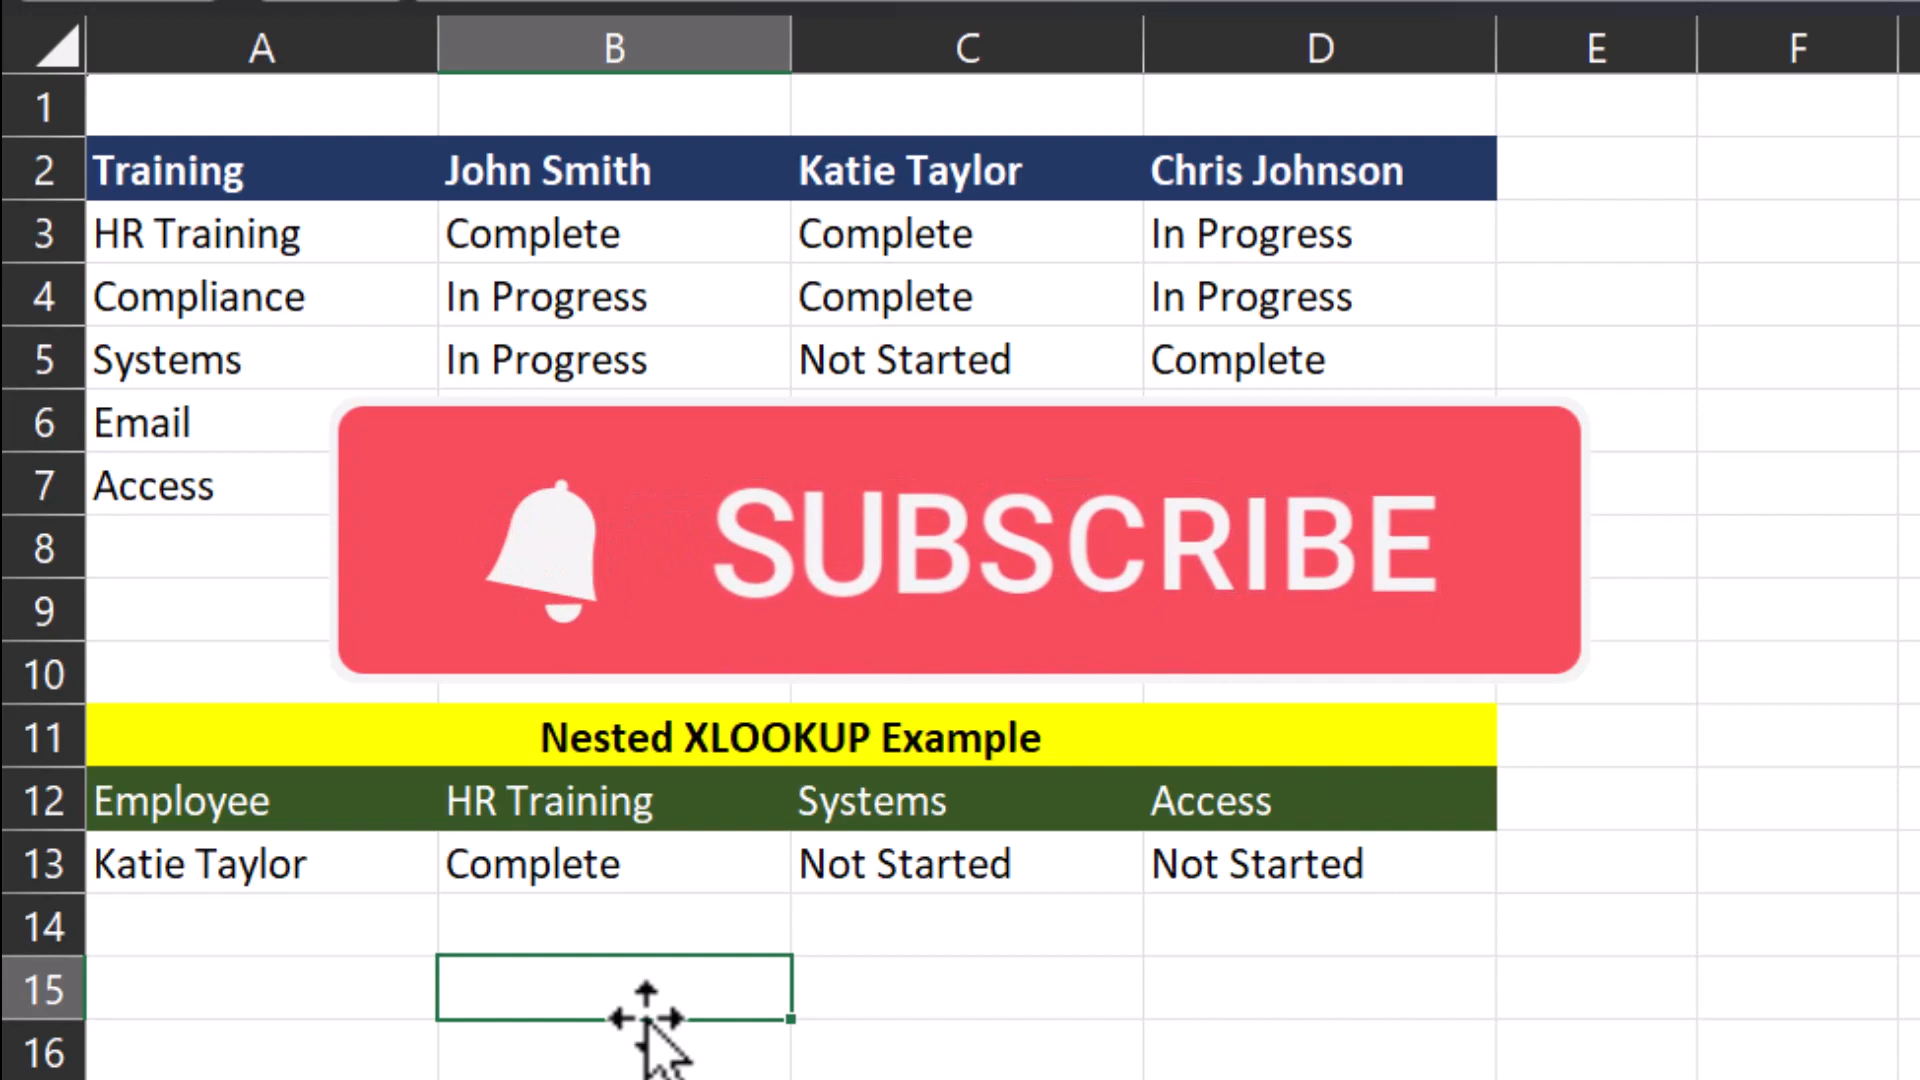 A B C D E F
1
2 Training John Smith Katie Taylor Chris Johnson
3 HR Training Complete Complete In Progress
4 Compliance In Progress Complete In Progress
5 Systems In Progress Not Started Complete
6 Email
7 Access
8
SUBSCRIBE
9
10
11 Nested XLOOKUP Example
12 Employee HR Training Systems Access
13 Katie Taylor Complete Not Started Not Started
14
15
16